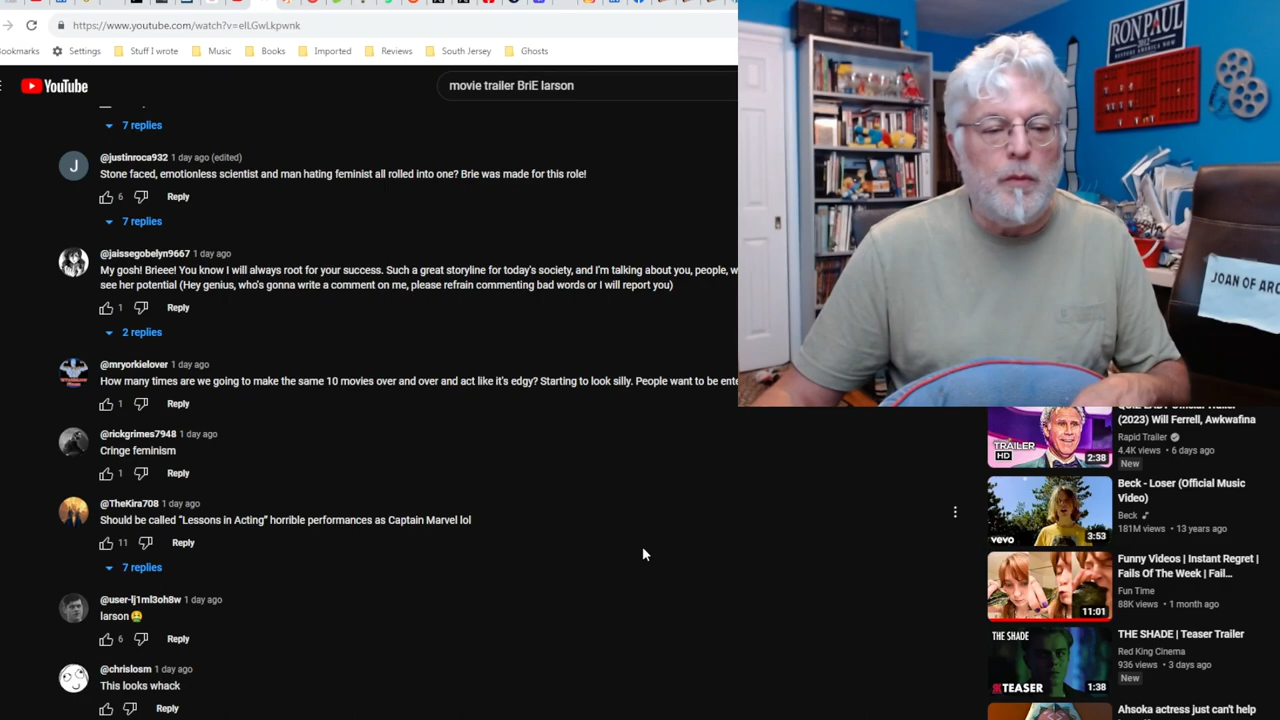 https://www.youtube.com/watch?v=eILGwLkpwnk
ookmarks Settings Stuff I wrote Music Books Imported Reviews South Jersey Ghosts
YouTube
movie trailer BriE larson
7 replies
J
@justinroca932 1 day ago (edited)
Stone faced, emotionless scientist and man hating feminist all rolled into one? Brie was made for this role!
6 Reply
7 replies
@jaissegobelyn9667 1 day ago
My gosh! Brieee! You know I will always root for your success. Such a great storyline for today's society, and I'm talking about you, people, w
see her potential (Hey genius, who's gonna write a comment on me, please refrain commenting bad words or I will report you)
1 Reply
2 replies
@mryorkielover 1 day ago
How many times are we going to make the same 10 movies over and over and act like it's edgy? Starting to look silly. People want to be ente
1 Reply
@rickgrimes7948 1 day ago
Cringe feminism
1 Reply
@TheKira708 1 day ago
Should be called "Lessons in Acting" horrible performances as Captain Marvel lol
11 Reply
7 replies
@user-lj1ml3oh8w 1 day ago
larson🤮
6 Reply
@chrislosm 1 day ago
This looks whack
Reply
RON PAUL
2012
RESTORE AMERICA NOW
JOAN OF ARC
(2023) Will Ferrell, Awkwafina
Rapid Trailer
4.4K views • 6 days ago
New
TRAILER
HD
2:38
Beck - Loser (Official Music
Video)
Beck
181M views • 13 years ago
vevo
3:53
Funny Videos | Instant Regret |
Fails Of The Week | Fail...
Fun Time
88K views • 1 month ago
11:01
THE SHADE | Teaser Trailer
Red King Cinema
936 views • 3 days ago
New
THE SHADE
TEASER
1:38
Ahsoka actress just can't help